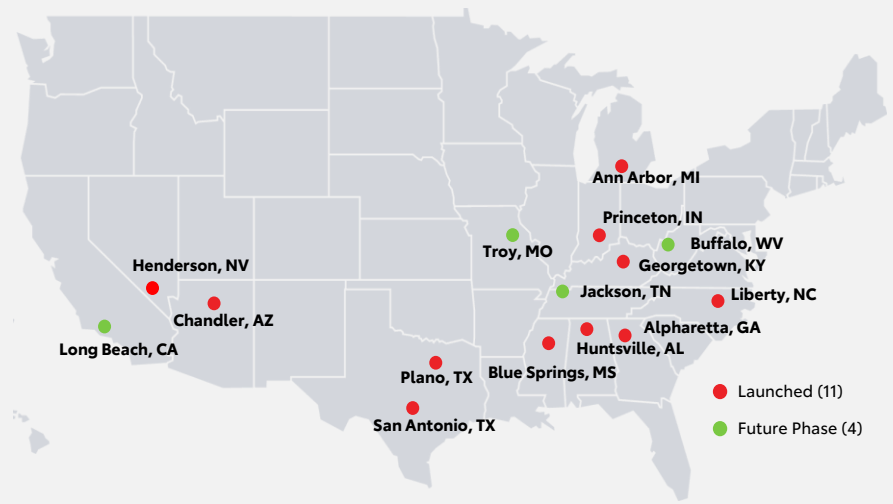 Ann Arbor, MI
Princeton, IN
Buffalo, WV
Troy, MO
Georgetown, KY
Henderson, NV
Jackson, TN
Liberty, NC
Chandler, AZ
Alpharetta, GA
Long Beach, CA
Huntsville, AL
Blue Springs, MS
Plano, TX
Launched (11)
San Antonio, TX
Future Phase (4)